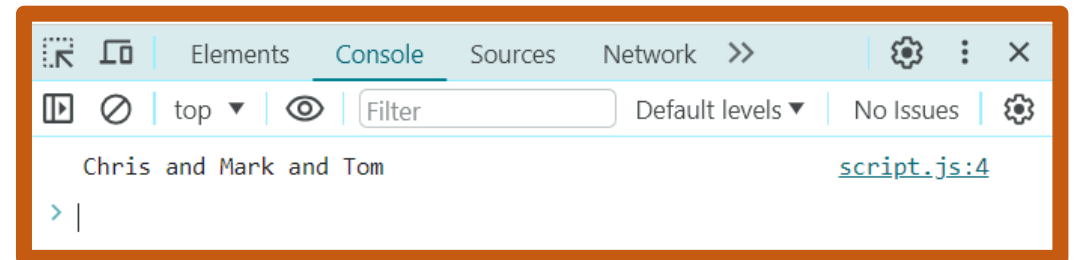 Elements Console Sources Network
top Filter Default levels No Issues
Chris and Mark and Tom script.js:4